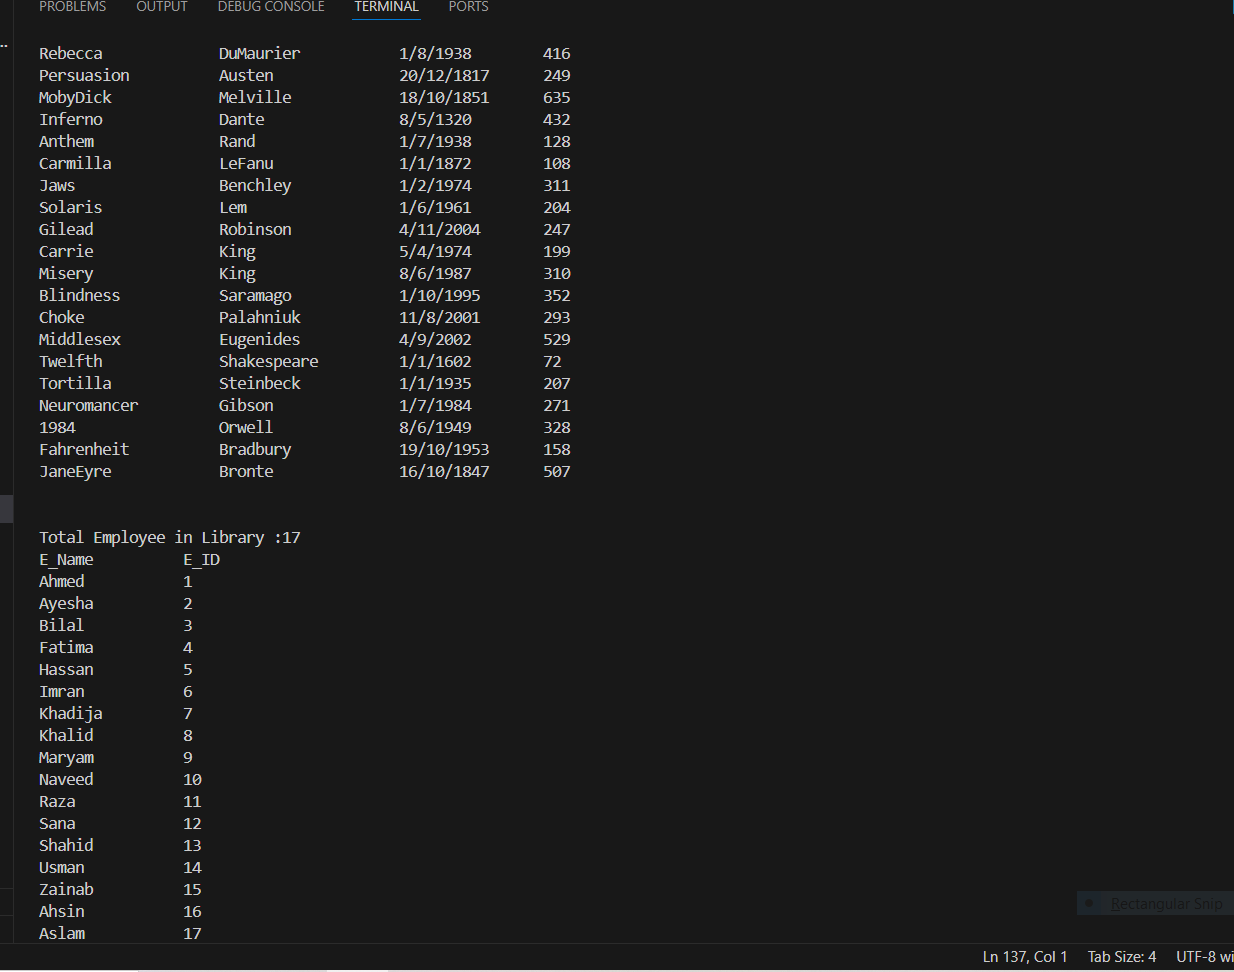 PROBLEMS OUTPUT DEBUG CONSOLE TERMINAL PORTS
Rebecca DuMaurier 1/8/1938 416
Persuasion Austen 20/12/1817 249
MobyDick Melville 18/10/1851 635
Inferno Dante 8/5/1320 432
Anthem Rand 1/7/1938 128
Carmilla LeFanu 1/1/1872 108
Jaws Benchley 1/2/1974 311
Solaris Lem 1/6/1961 204
Gilead Robinson 4/11/2004 247
Carrie King 5/4/1974 199
Misery King 8/6/1987 310
Blindness Saramago 1/10/1995 352
Choke Palahniuk 11/8/2001 293
Middlesex Eugenides 4/9/2002 529
Twelfth Shakespeare 1/1/1602 72
Tortilla Steinbeck 1/1/1935 207
Neuromancer Gibson 1/7/1984 271
1984 Orwell 8/6/1949 328
Fahrenheit Bradbury 19/10/1953 158
JaneEyre Bronte 16/10/1847 507
Total Employee in Library :17
E_Name E_ID
Ahmed 1
Ayesha 2
Bilal 3
Fatima 4
Hassan 5
Imran 6
Khadija 7
Khalid 8
Maryam 9
Naveed 10
Raza 11
Sana 12
Shahid 13
Usman 14
Zainab 15
Ahsin 16
Rectangular Snip
Aslam 17
Ln 137, Col 1 Tab Size: 4 UTF-8 wi